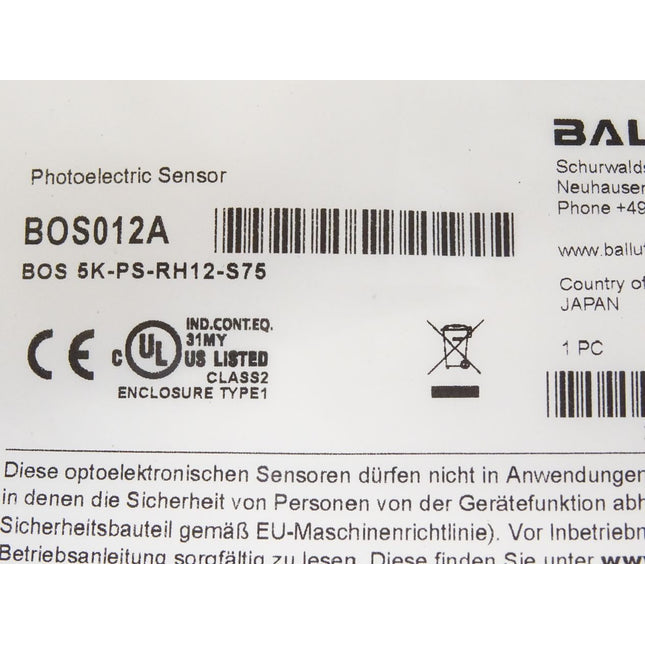 Photoelectric Sensor
BOS012A
BOS 5K-PS-RH12-S75
CE
c UL US LISTED
IND.CONT.EQ.
31MY
CLASS2
ENCLOSURE TYPE1
BAL
Schurwalds
Neuhausen
Phone +49
www.ballu
Country of
JAPAN
1 PC
Diese optoelektronischen Sensoren dürfen nicht in Anwendungen
in denen die Sicherheit von Personen von der Gerätefunktion abh
Sicherheitsbauteil gemäß EU-Maschinenrichtlinie). Vor Inbetriebn
Betriebsanleitung sorgfältig zu lesen. Diese finden Sie unter www